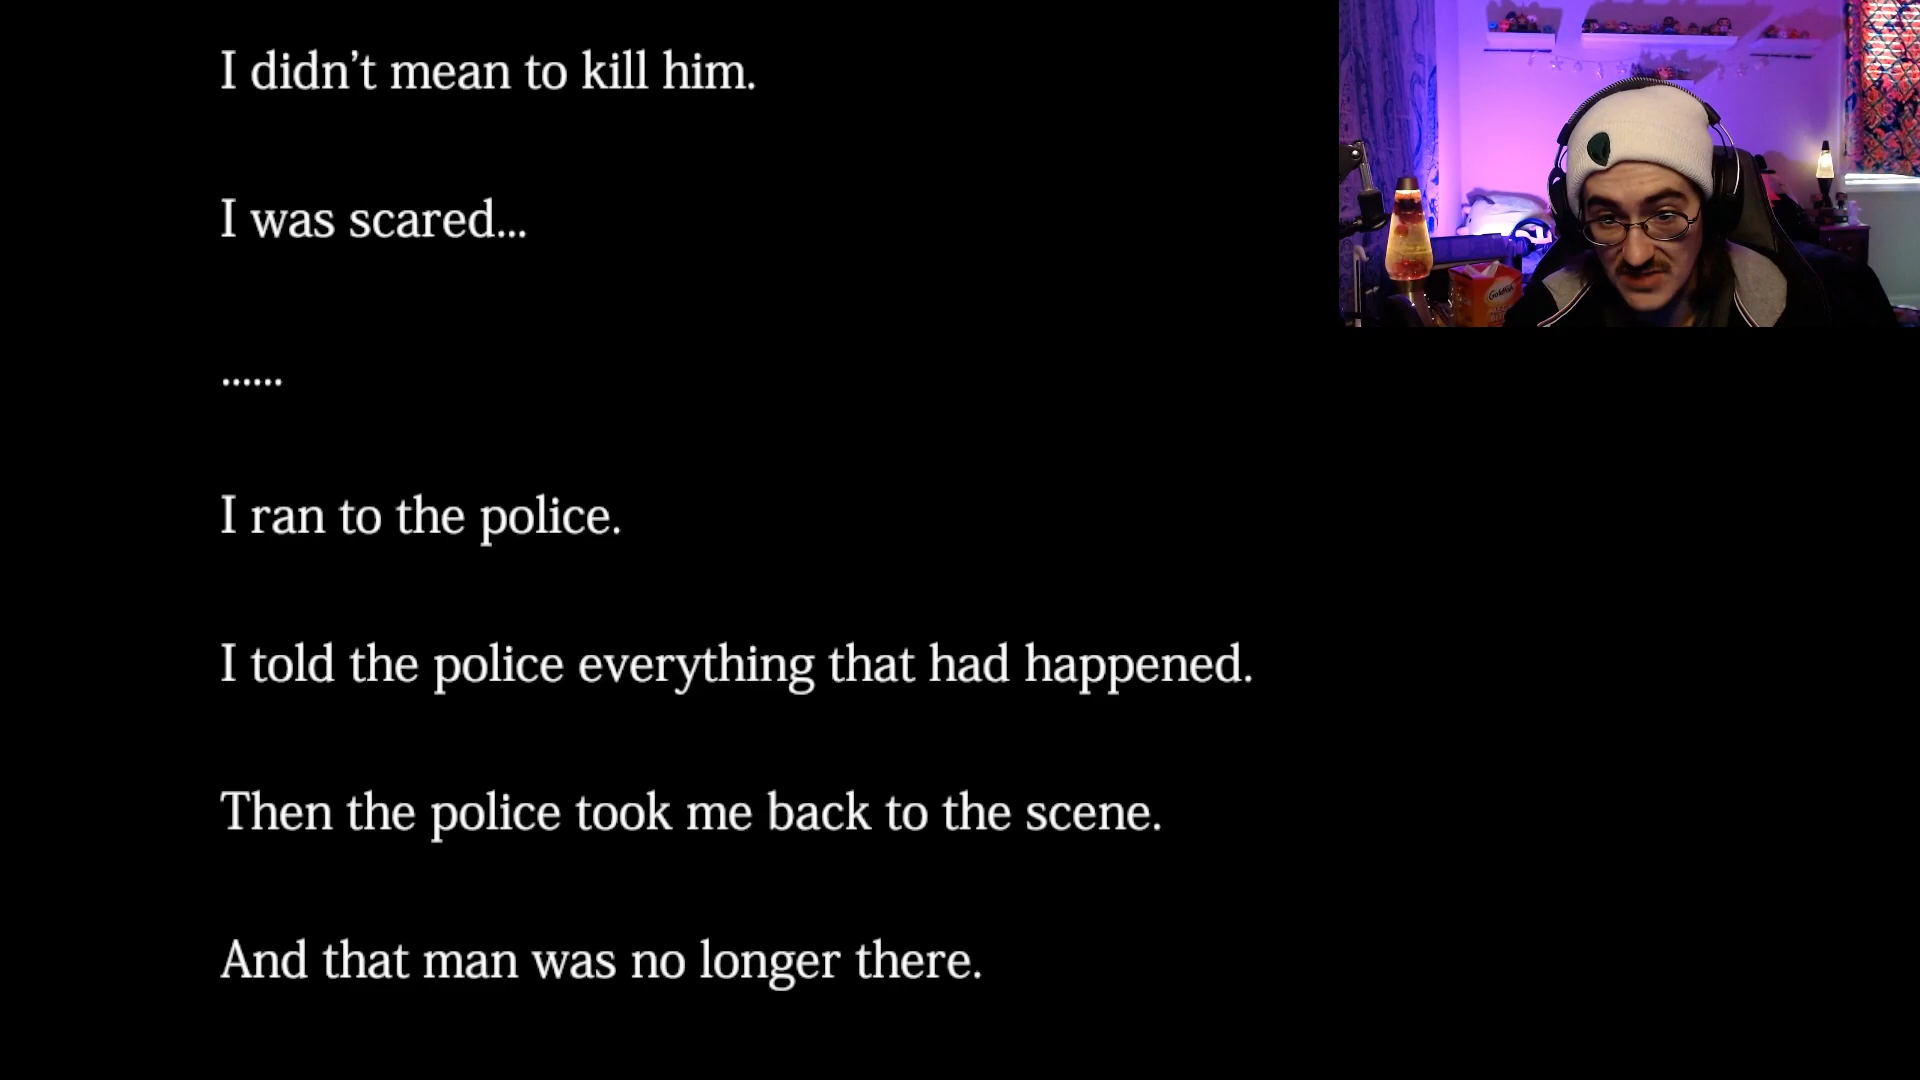 I didn’t mean to kill him.
I was scared...
......
I ran to the police.
I told the police everything that had happened.
Then the police took me back to the scene.
And that man was no longer there.
Goldfish